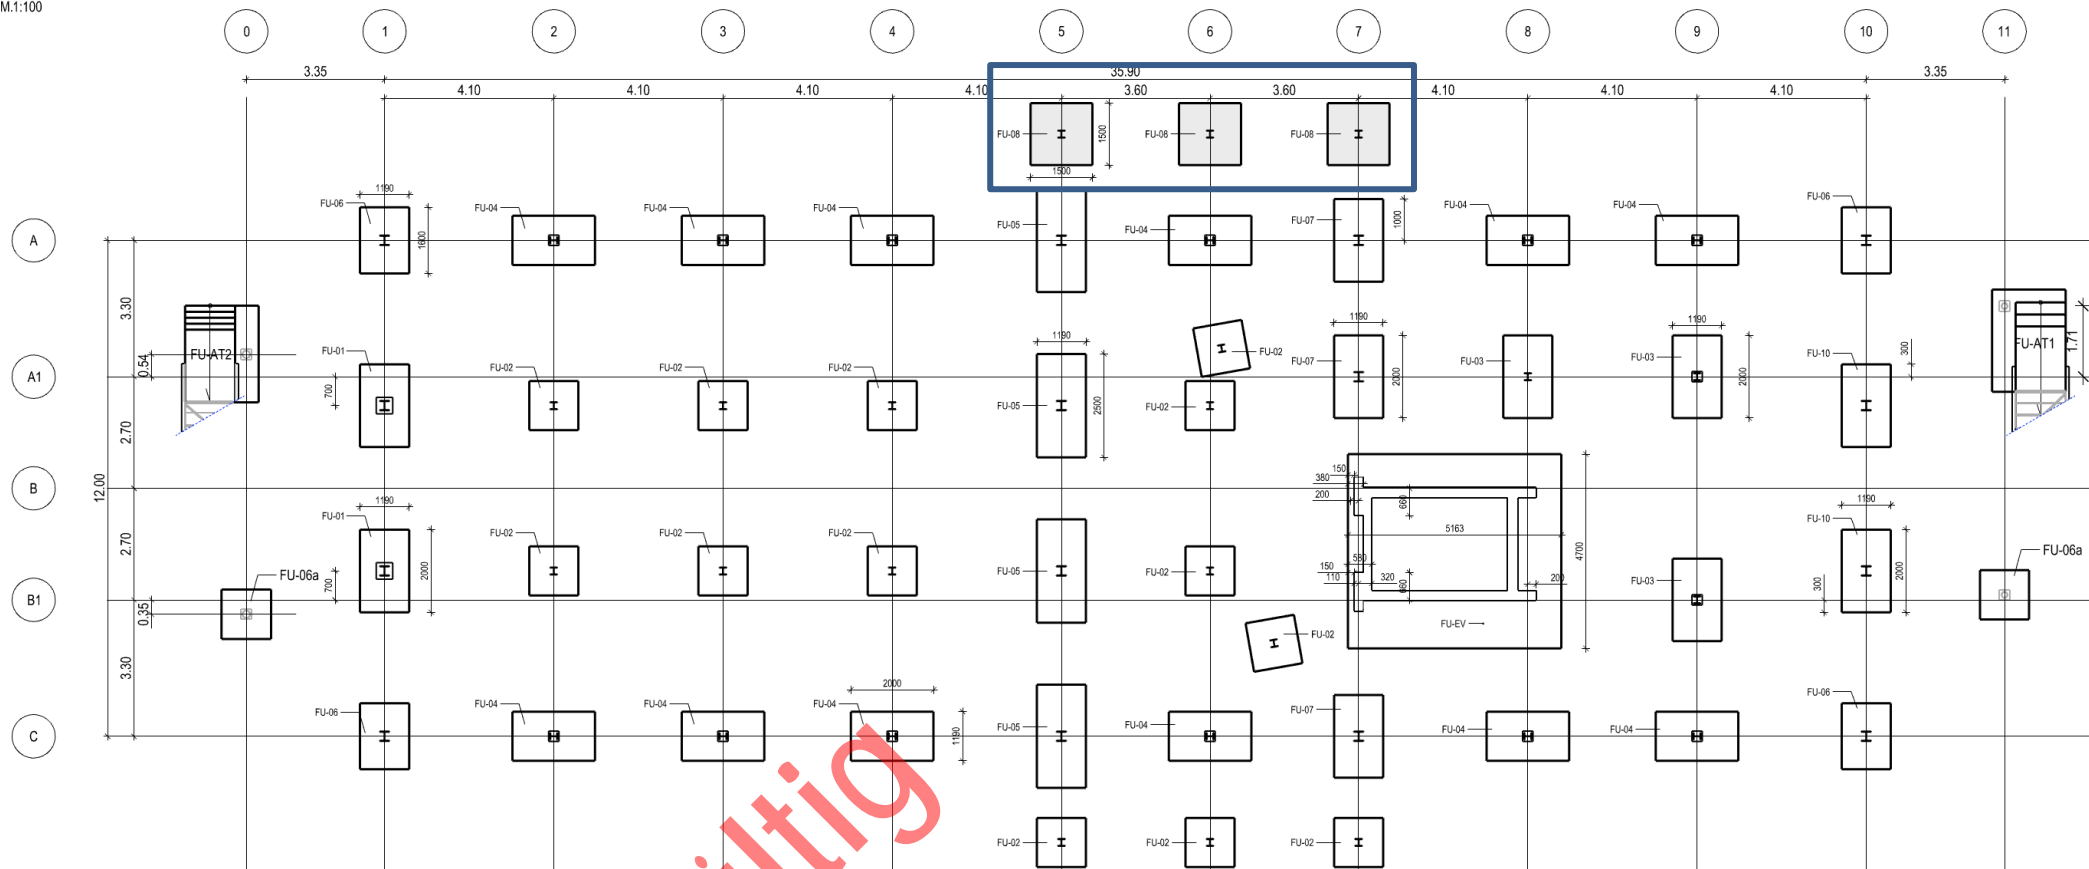 M.1:100
0 1 2 3 4 5 6 7 8 9 10 11
3.35 35.90 3.35
4.10 4.10 4.10 4.10 3.60 3.60 4.10 4.10 4.10
FU-08 1500 FU-08 FU-08
1500
1190 FU-06 FU-04 FU-04 FU-04 FU-05 FU-04 FU-07 1000 FU-04 FU-04 FU-06
A 1600
3.30
1190 FU-02 1190 1190
FU-AT2 0.54 FU-01 FU-02 FU-02 FU-02 FU-07 2000 FU-03 FU-03 2000 FU-10 300 FU-AT1 1.71
A1 700 FU-05 2500 FU-02
2.70
12.00
B 150
380
200 660
5163
4700
1190 FU-01 FU-02 FU-02 FU-02 1190 FU-10
2.70
FU-06a 700 2000 FU-05 FU-02 580 150 110 320 660 200 FU-03 300 2000 FU-06a
B1 0.35
FU-EV
FU-02
3.30
2000
FU-06 FU-04 FU-04 FU-04 1190 FU-05 FU-04 FU-07 FU-04 FU-04 FU-06
C
iltig
FU-02 FU-02 FU-02